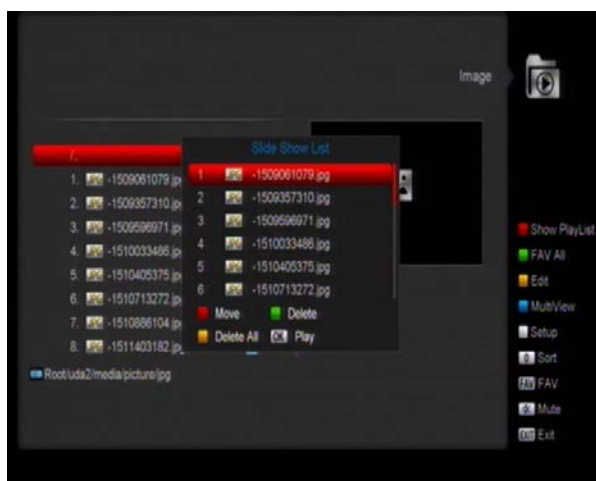 Image
/..
1. -1509061079.jp
2. -1509357310.jp
3. -1509596971.jp
4. -1510033486.jp
5. -1510405375.jp
6. -1510713272.jp
7. -1510886104.jp
8. -1511403182.jp
Root/uda2/media/picture/jpg
Slide Show List
1 -1509061079.jpg
2 -1509357310.jpg
3 -1509596971.jpg
4 -1510033486.jpg
5 -1510405375.jpg
6 -1510713272.jpg
Move Delete
Delete All OK Play
Show PlayList
FAV All
Edit
MultiView
Setup
0 Sort
FAV FAV
Mute
EXIT Exit